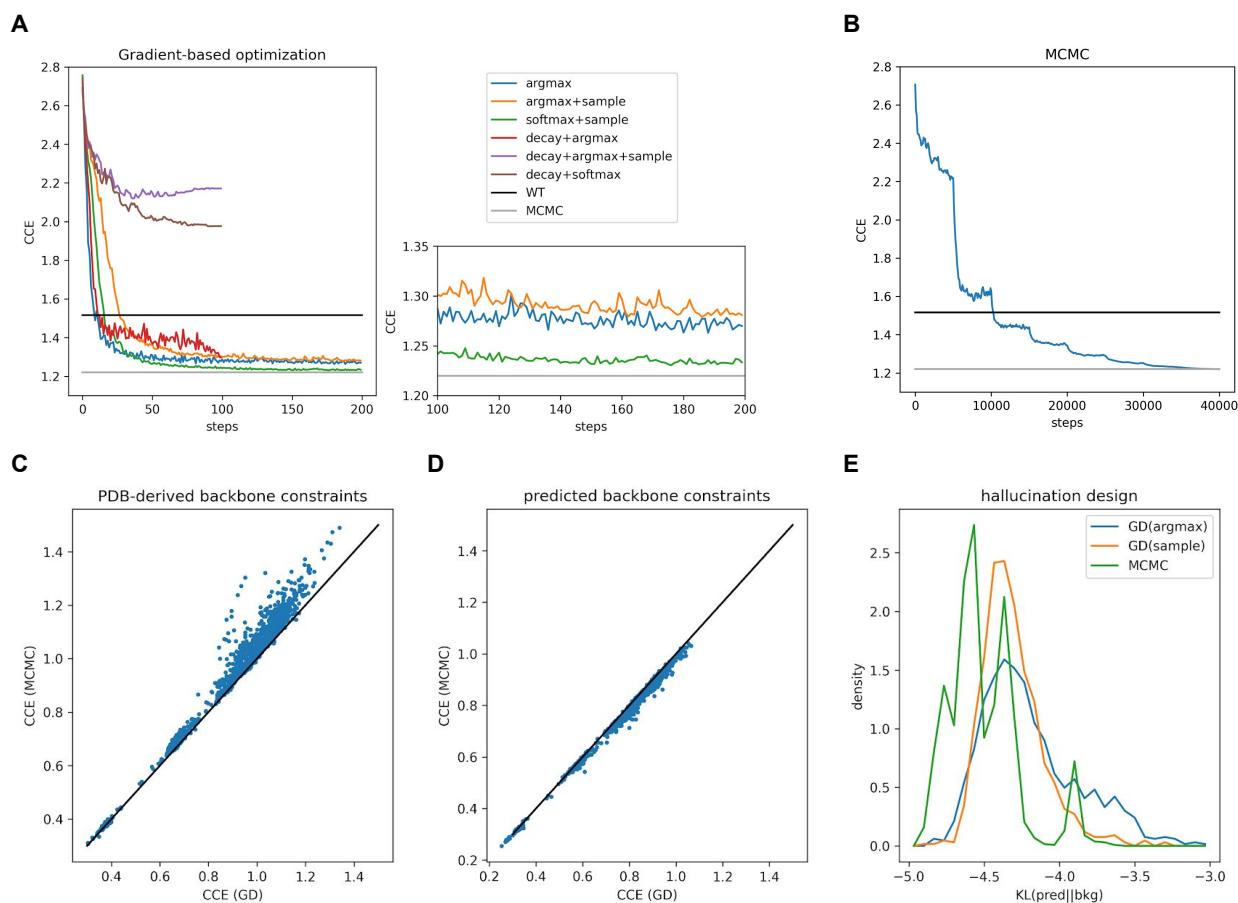 A
Gradient-based optimization
2.8
2.6
2.4
2.2
2.0
1.8
1.6
1.4
1.2
CCE
0 50 100 150 200
steps
argmax
argmax+sample
softmax+sample
decay+argmax
decay+argmax+sample
decay+softmax
WT
MCMC
1.35
1.30
1.25
1.20
CCE
100 120 140 160 180 200
steps
B
MCMC
2.8
2.6
2.4
2.2
2.0
1.8
1.6
1.4
1.2
CCE
0 10000 20000 30000 40000
steps
C
PDB-derived backbone constraints
1.4
1.2
1.0
0.8
0.6
0.4
CCE (MCMC)
0.4 0.6 0.8 1.0 1.2 1.4
CCE (GD)
D
predicted backbone constraints
1.4
1.2
1.0
0.8
0.6
0.4
0.2
CCE (MCMC)
0.2 0.4 0.6 0.8 1.0 1.2 1.4
CCE (GD)
E
hallucination design
GD(argmax)
GD(sample)
MCMC
2.5
2.0
1.5
1.0
0.5
0.0
density
−5.0 −4.5 −4.0 −3.5 −3.0
KL(pred||bkg)